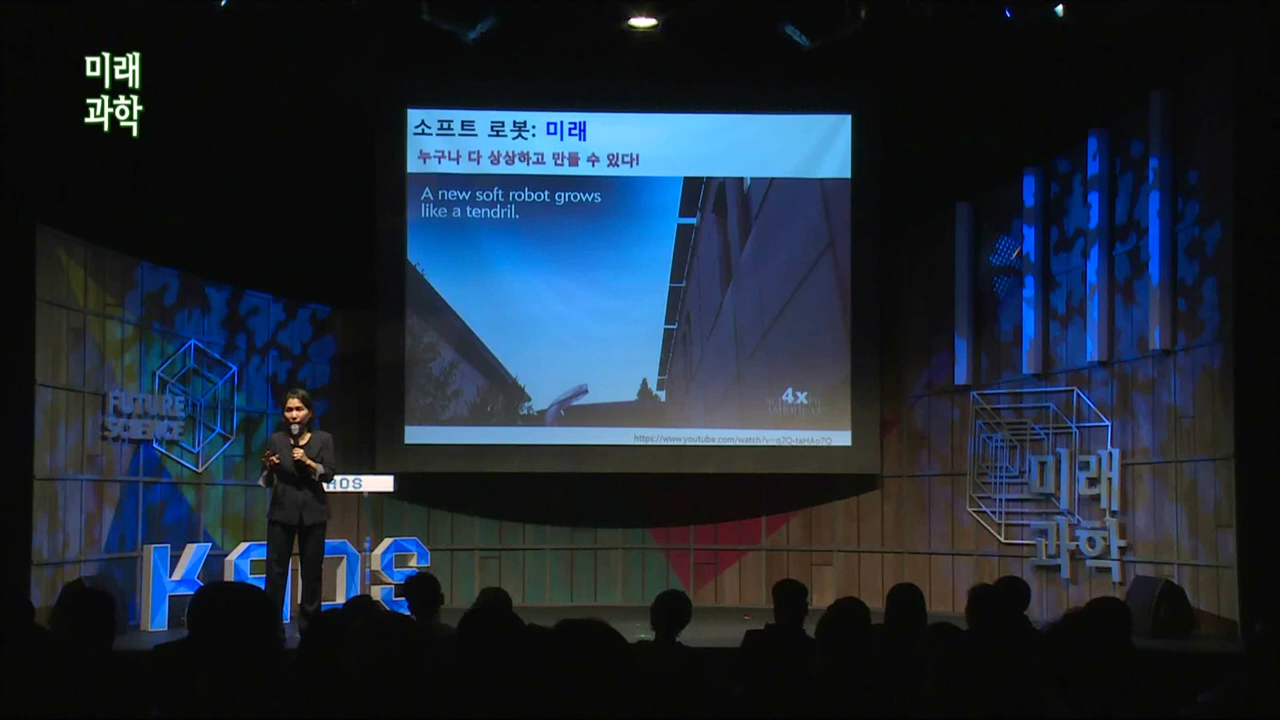 미래
과학
소프트 로봇: 미래
누구나 다 상상하고 만들 수 있다!
A new soft robot grows
like a tendril.
4x
FUTURE
SCIENCE
KAOS
미래
과학